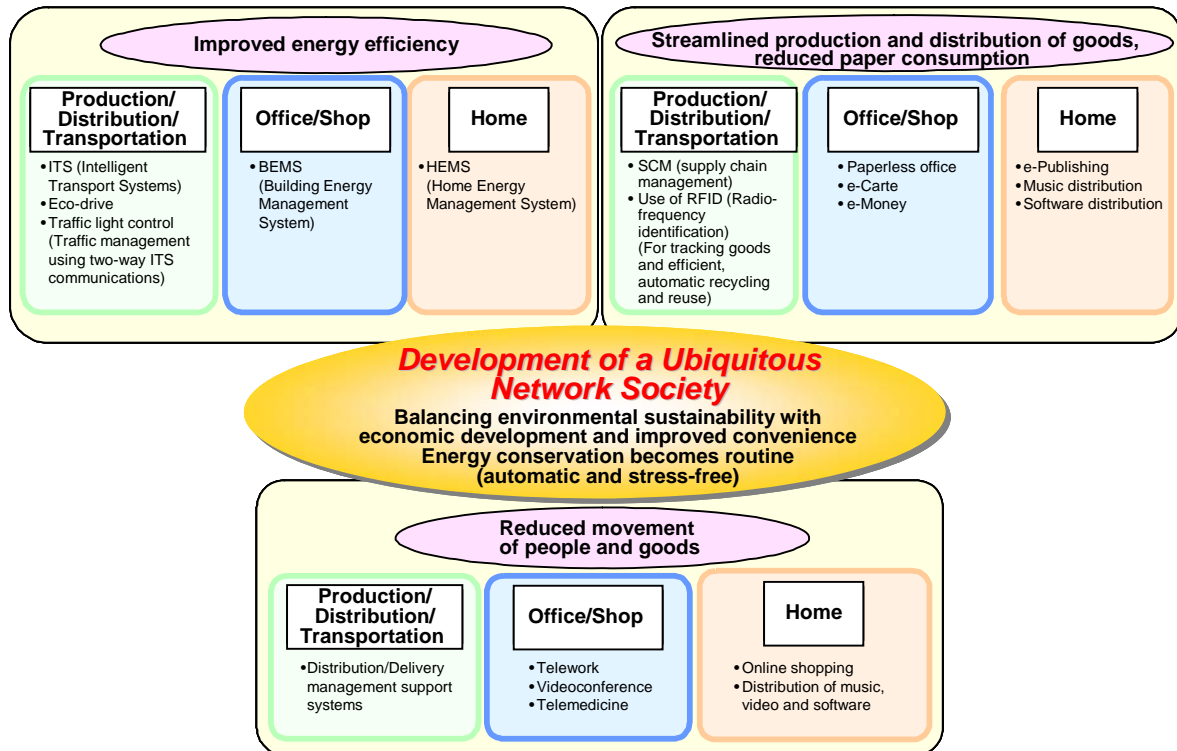 Improved energy efficiency
Production/
Distribution/
Transportation
•ITS (Intelligent
Transport Systems)
•Eco-drive
•Traffic light control
(Traffic management
using two-way ITS
communications)
Office/Shop
•BEMS
(Building Energy
Management
System)
Home
•HEMS
(Home Energy
Management System)
Streamlined production and distribution of goods,
reduced paper consumption
Production/
Distribution/
Transportation
•SCM (supply chain
management)
•Use of RFID (Radio-
frequency
identification)
(For tracking goods
and efficient,
automatic recycling
and reuse)
Office/Shop
•Paperless office
•e-Carte
•e-Money
Home
•e-Publishing
•Music distribution
•Software distribution
Development of a Ubiquitous
Network Society
Balancing environmental sustainability with
economic development and improved convenience
Energy conservation becomes routine
(automatic and stress-free)
Reduced movement
of people and goods
Production/
Distribution/
Transportation
•Distribution/Delivery
management support
systems
Office/Shop
•Telework
•Videoconference
•Telemedicine
Home
•Online shopping
•Distribution of music,
video and software